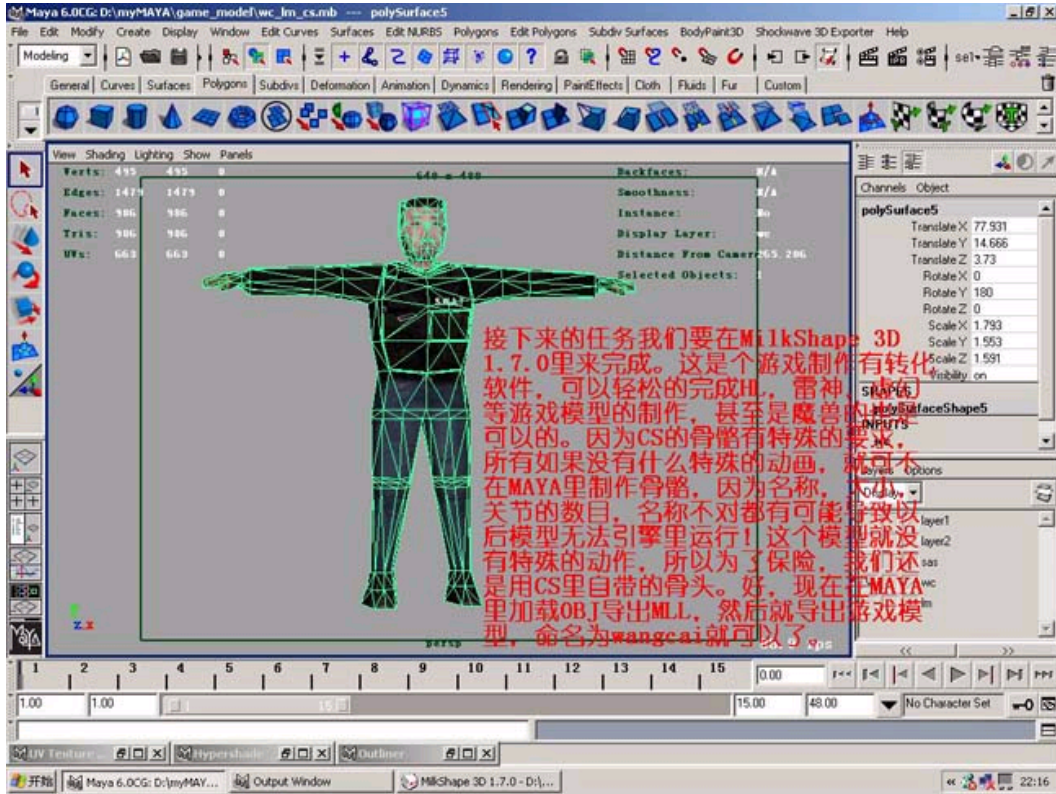 Maya 6.0CG: D:\myMAYA\game_model\wc_lm_cs.mb --- polySurface5
File Edit Modify Create Display Window Edit Curves Surfaces Edit NURBS Polygons Edit Polygons Subdiv Surfaces BodyPaint3D Shockwave 3D Exporter Help
Modeling
sel
General Curves Surfaces Polygons Subdivs Deformation Animation Dynamics Rendering PaintEffects Cloth Fluids Fur Custom
View Shading Lighting Show Panels
Verts: 495 495 0
Edges: 1479 1479 0
Faces: 986 986 0
Tris: 986 986 0
UVs: 663 663 0
640 x 480
Backfaces: N/A
Smoothness: N/A
Instance: No
Display Layer: wc
Distance From Camera: 265.206
Selected Objects: 1
Channels Object
polySurface5
Translate X 77.931
Translate Y 14.666
Translate Z 3.73
Rotate X 0
Rotate Y 180
Rotate Z 0
Scale X 1.793
Scale Y 1.553
Scale Z 1.591
Visibility on
SHAPES
polySurfaceShape5
INPUTS
Layers Options
Display
layer1
layer2
sas
wc
lm
接下来的任务我们要在MilkShape 3D
1.7.0里来完成。这是个游戏制作有转化
软件，可以轻松的完成HL，雷神，虚幻
等游戏模型的制作，甚至是魔兽的也是
可以的。因为CS的骨骼有特殊的要求，
所有如果没有什么特殊的动画，就可不
在MAYA里制作骨骼，因为名称，大小，
关节的数目，名称不对都有可能导致以
后模型无法引擎里运行！这个模型就没
有特殊的动作，所以为了保险，我们还
是用CS里自带的骨头。好，现在在MAYA
里加载OBJ导出MLL，然后就导出游戏模
型，命名为wangcai就可以了。
persp
fps
z x
Maya
1 2 3 4 5 6 7 8 9 10 11 12 13 14 15
0.00
1.00 1.00 15 15.00 48.00 No Character Set
UV Texture... Hypershade Outliner
开始 Maya 6.0CG: D:\myMAY... Output Window MilkShape 3D 1.7.0 - D:\... 22:16